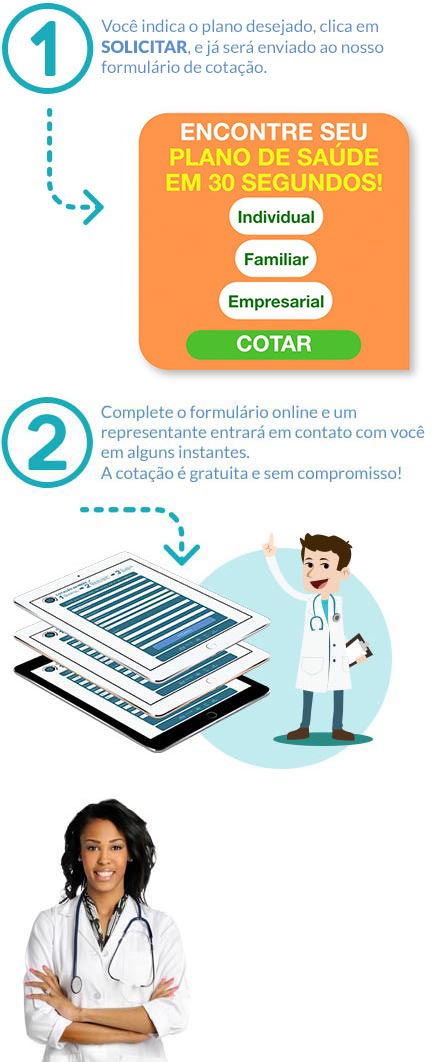 1
Você indica o plano desejado, clica em
SOLICITAR, e já será enviado ao nosso
formulário de cotação.
ENCONTRE SEU
PLANO DE SAÚDE
EM 30 SEGUNDOS!
Individual
Familiar
Empresarial
COTAR
2
Complete o formulário online e um
representante entrará em contato com você
em alguns instantes.
A cotação é gratuita e sem compromisso!